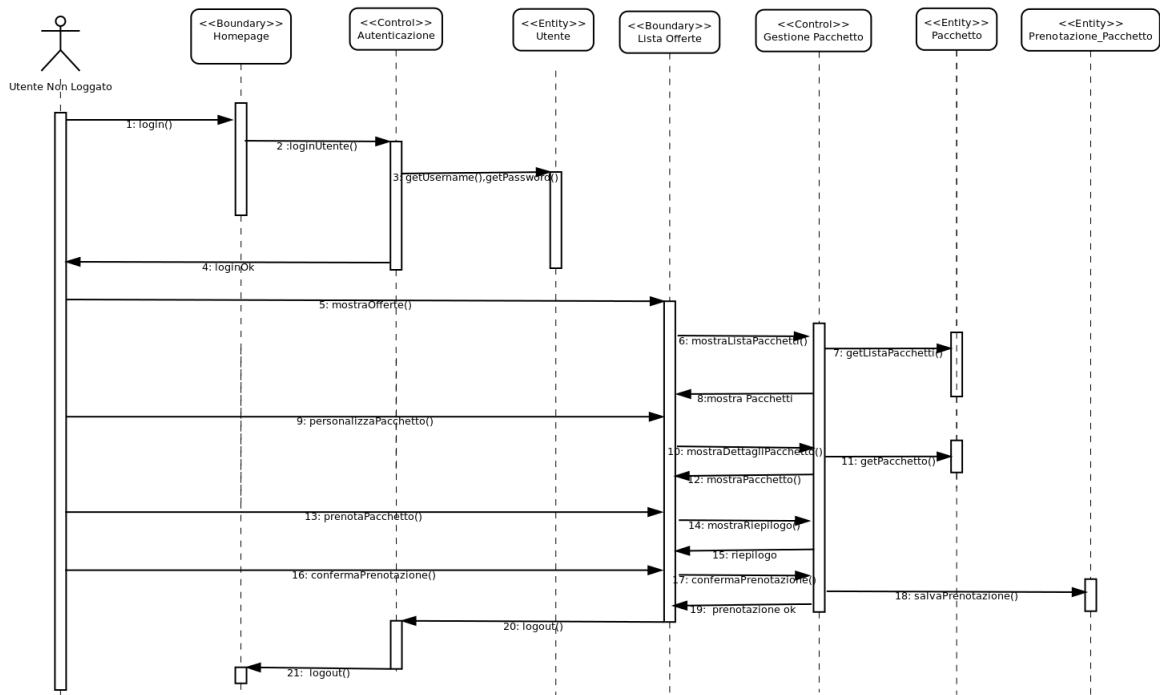 <<Boundary>>
Homepage
<<Control>>
Autenticazione
<<Entity>>
Utente
<<Boundary>>
Lista Offerte
<<Control>>
Gestione Pacchetto
<<Entity>>
Pacchetto
<<Entity>>
Prenotazione_Pacchetto
Utente Non Loggato
1: login()
2 :loginUtente()
3: getUsername(),getPassword()
4: loginOk
5: mostraOfferte()
6: mostraListaPacchetti()
7: getListaPacchetti()
8:mostra Pacchetti
9: personalizzaPacchetto()
10: mostraDettagliPacchetto()
11: getPacchetto()
12: mostraPacchetto()
13: prenotaPacchetto()
14: mostraRiepilogo()
15: riepilogo
16: confermaPrenotazione()
17: confermaPrenotazione()
18: salvaPrenotazione()
19: prenotazione ok
20: logout()
21: logout()